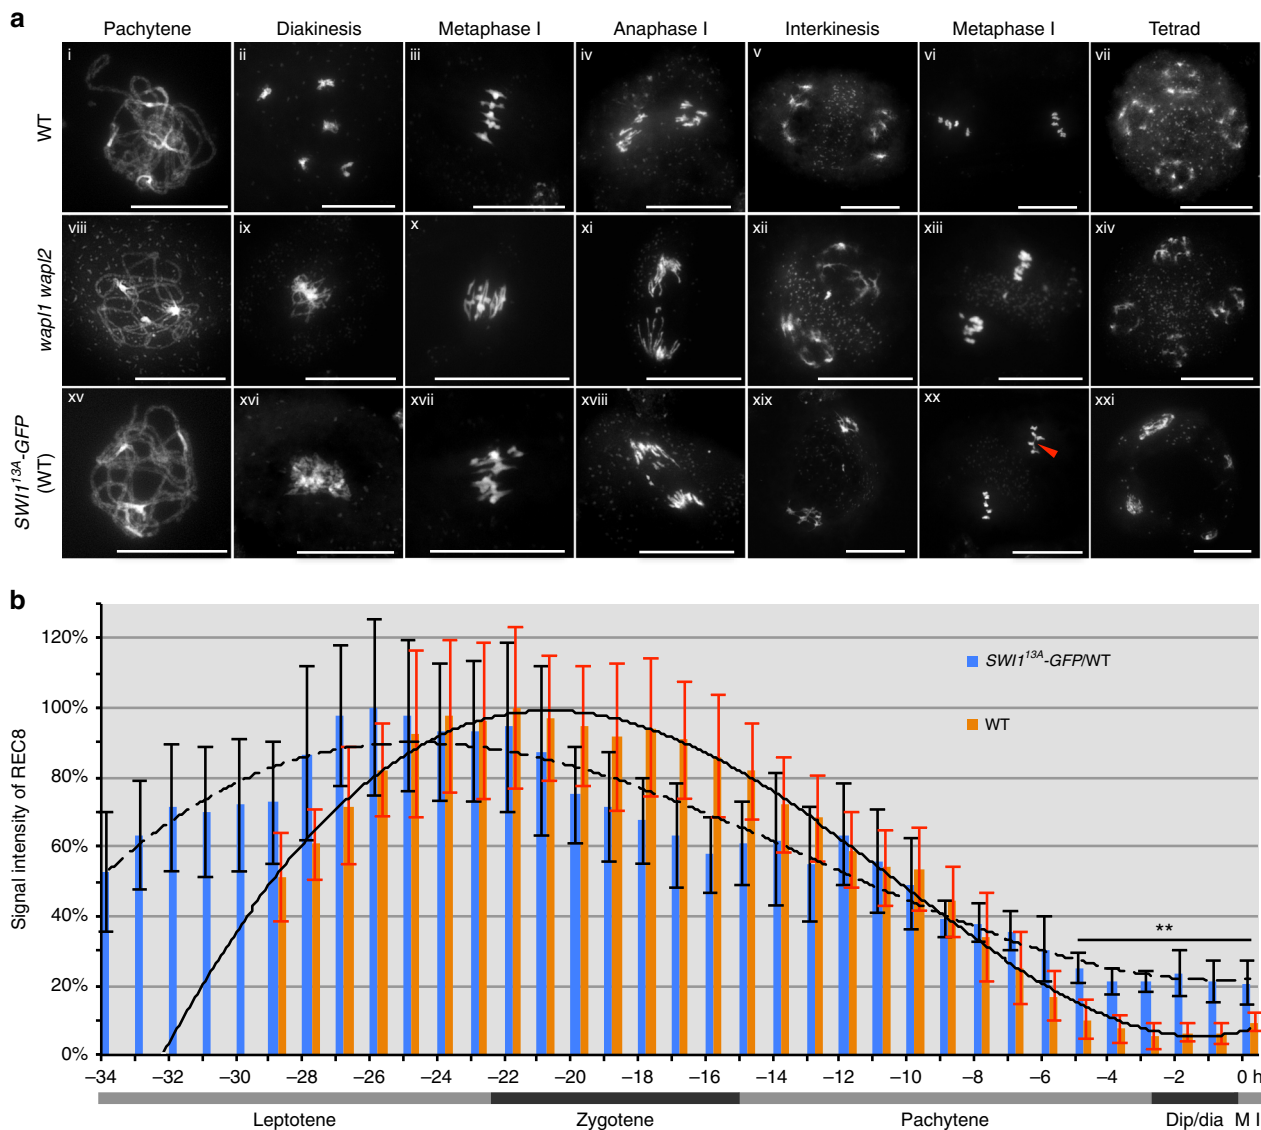 a
Pachytene Diakinesis Metaphase I Anaphase I Interkinesis Metaphase I Tetrad
WT
i ii iii iv v vi vii
wapl1 wapl2
viii ix x xi xii xiii xiv
SWI1^13A-GFP
(WT)
xv xvi xvii xviii xix xx xxi
b
Signal intensity of REC8
120%
100%
80%
60%
40%
20%
0%
SWI1^13A-GFP/WT
WT
**
–34 –32 –30 –28 –26 –24 –22 –20 –18 –16 –14 –12 –10 –8 –6 –4 –2 0 h
Leptotene Zygotene Pachytene Dip/dia M I